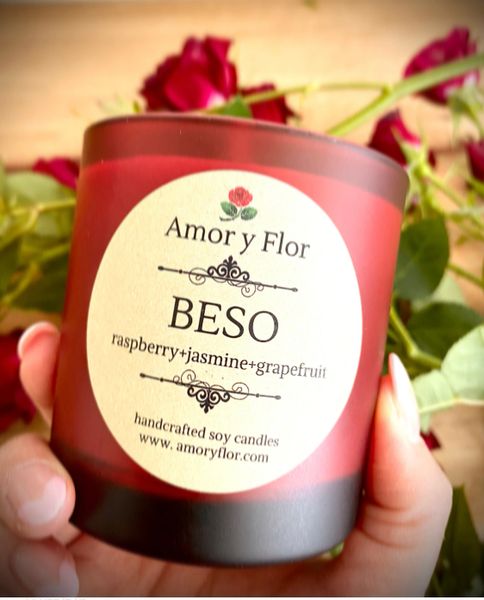 Amor y Flor
BESO
raspberry+jasmine+grapefruit
handcrafted soy candles
www. amoryflor.com